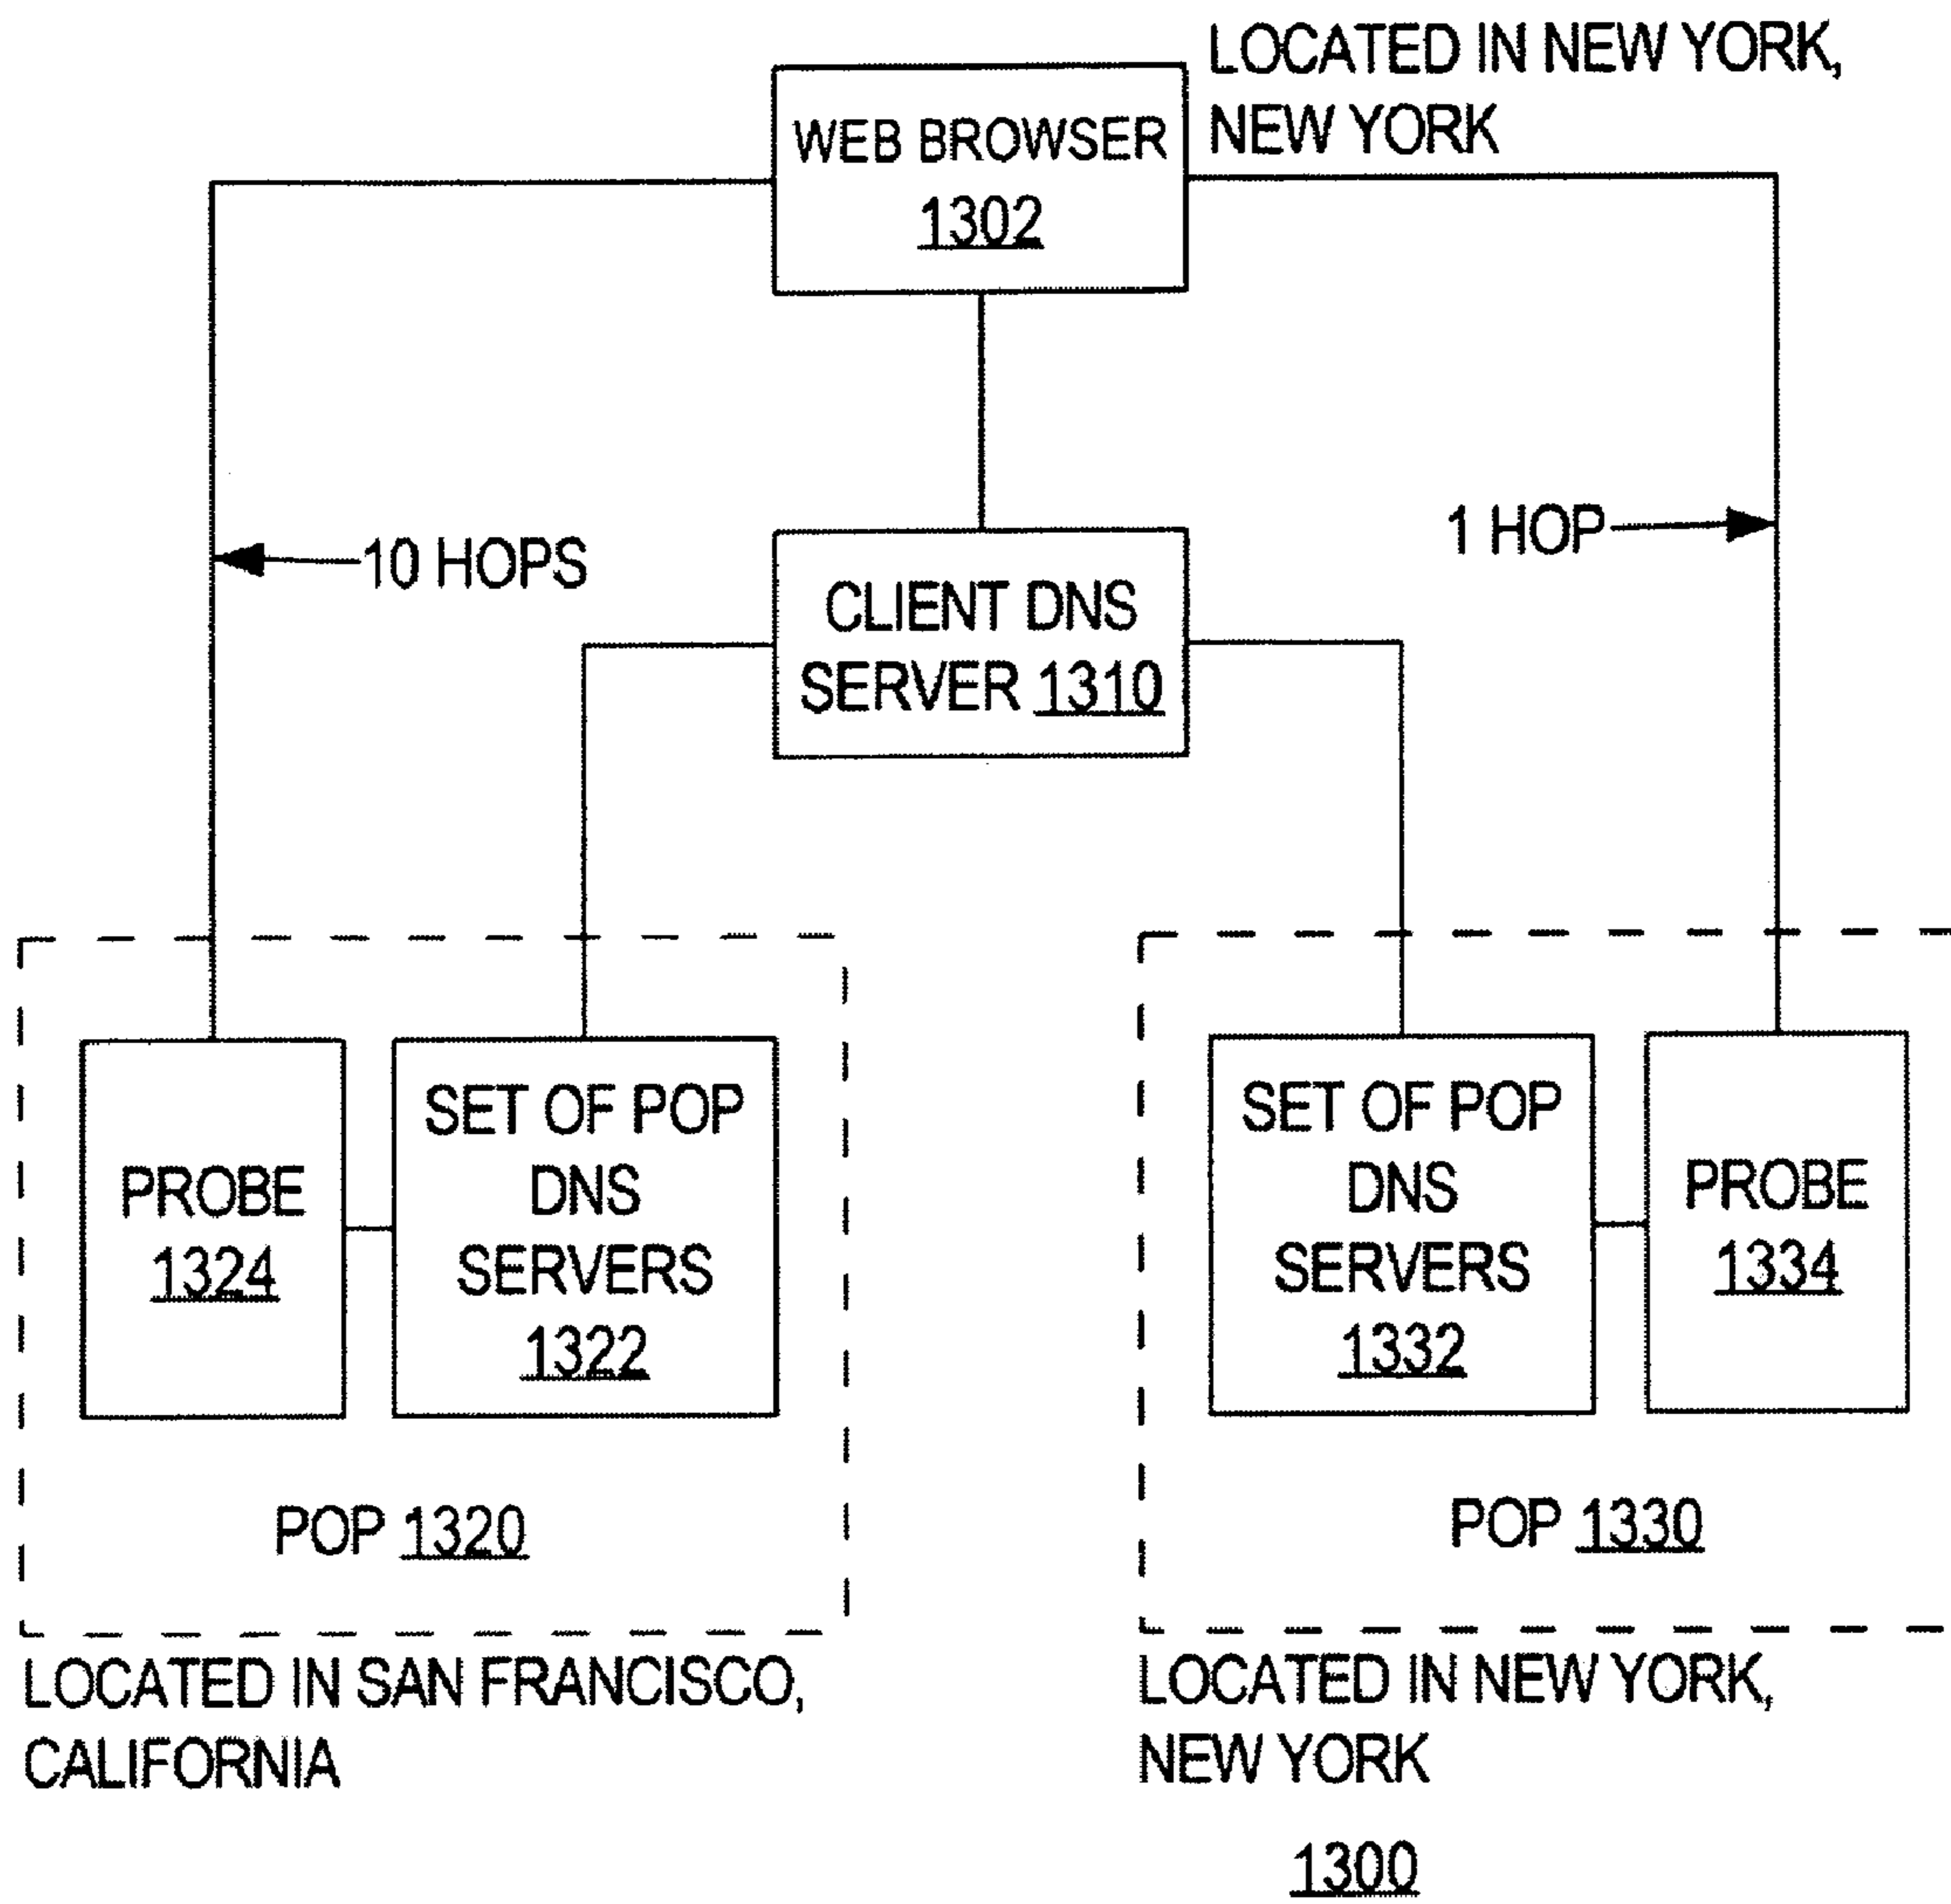 LOCATED IN NEW YORK,
NEW YORK
WEB BROWSER
1302
10 HOPS
1 HOP
CLIENT DNS
SERVER 1310
PROBE
1324
SET OF POP
DNS
SERVERS
1322
POP 1320
LOCATED IN SAN FRANCISCO,
CALIFORNIA
SET OF POP
DNS
SERVERS
1332
PROBE
1334
POP 1330
LOCATED IN NEW YORK,
NEW YORK
1300